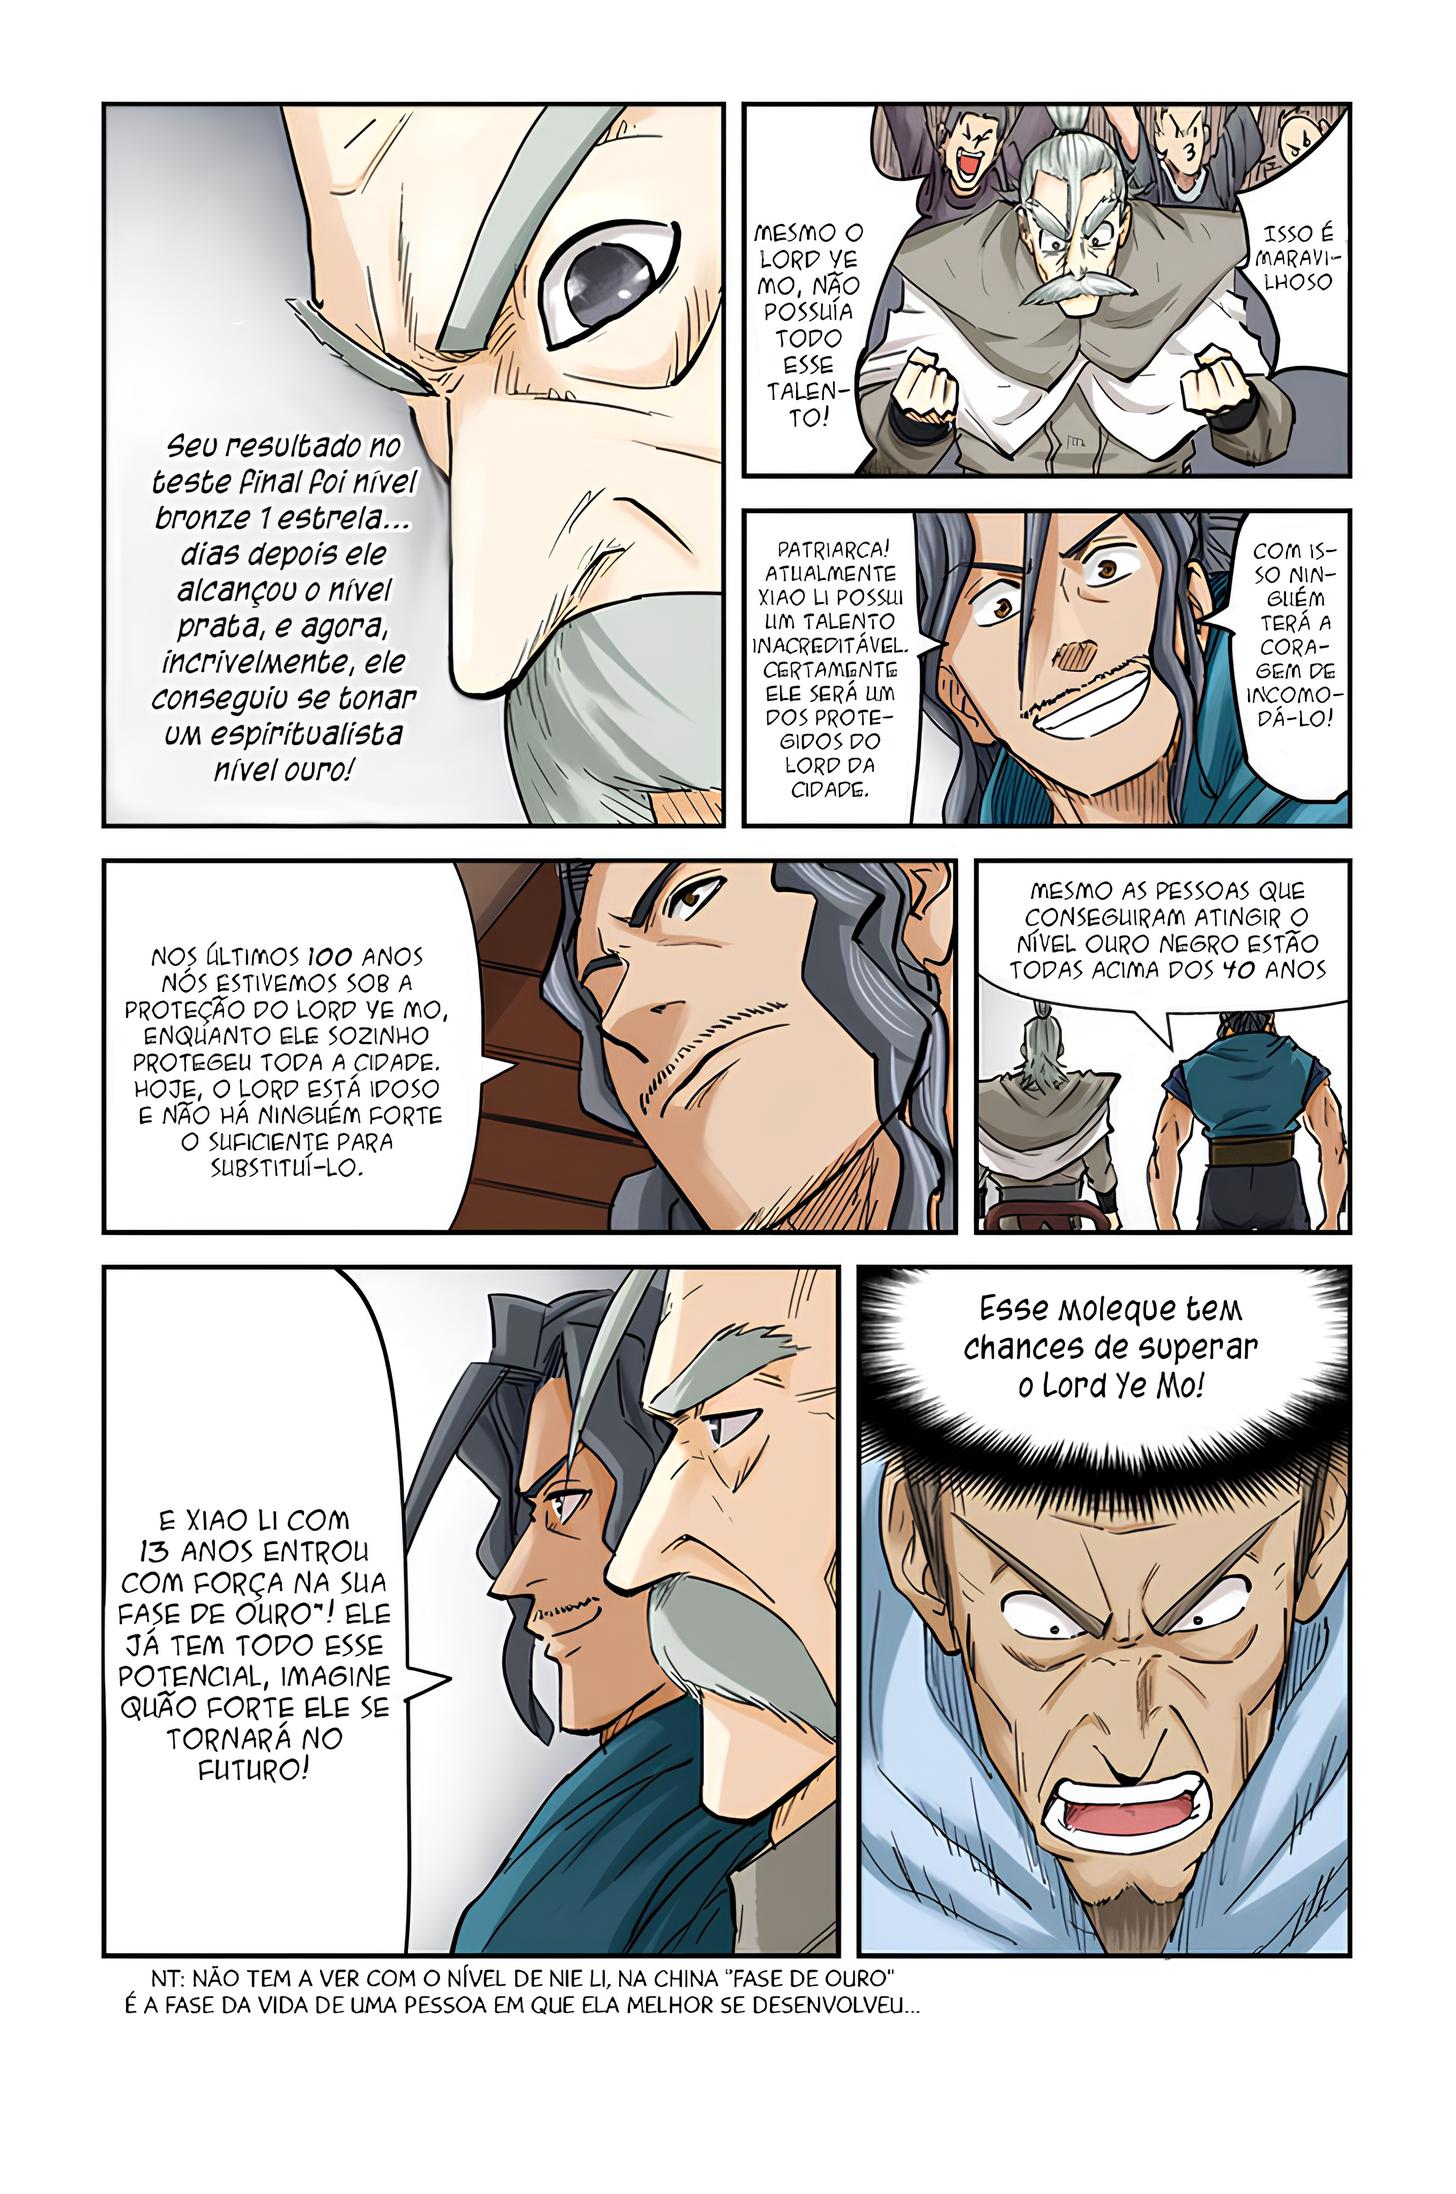 Seu resultado no
teste final foi nível
bronze 1 estrela...
dias depois ele
alcançou o nível
prata, e agora,
incrivelmente, ele
conseguiu se tonar
um espiritualista
nível ouro!
ISSO É
MARAVI-
LHOSO
MESMO O
LORD YE
MO, NÃO
POSSUÍA
TODO
ESSE
TALEN-
TO!
PATRIARCA!
ATUALMENTE
XIAO LI POSSUI
UM TALENTO
INACREDITÁVEL.
CERTAMENTE
ELE SERÁ UM
DOS PROTE-
GIDOS DO
LORD DA
CIDADE.
COM IS-
SO NIN-
GUÉM
TERÁ A
CORA-
GEM DE
INCOMO-
DÁ-LO!
NOS ÚLTIMOS 100 ANOS
NÓS ESTIVEMOS SOB A
PROTEÇÃO DO LORD YE MO,
ENQUANTO ELE SOZINHO
PROTEGEU TODA A CIDADE.
HOJE, O LORD ESTÁ IDOSO
E NÃO HÁ NINGUÉM FORTE
O SUFICIENTE PARA
SUBSTITUÍ-LO.
MESMO AS PESSOAS QUE
CONSEGUIRAM ATINGIR O
NÍVEL OURO NEGRO ESTÃO
TODAS ACIMA DOS 40 ANOS
E XIAO LI COM
13 ANOS ENTROU
COM FORÇA NA SUA
FASE DE OURO"! ELE
JÁ TEM TODO ESSE
POTENCIAL, IMAGINE
QUÃO FORTE ELE SE
TORNARÁ NO
FUTURO!
Esse moleque tem
chances de superar
o Lord Ye Mo!
NT: NÃO TEM A VER COM O NÍVEL DE NIE LI, NA CHINA "FASE DE OURO"
É A FASE DA VIDA DE UMA PESSOA EM QUE ELA MELHOR SE DESENVOLVEU...